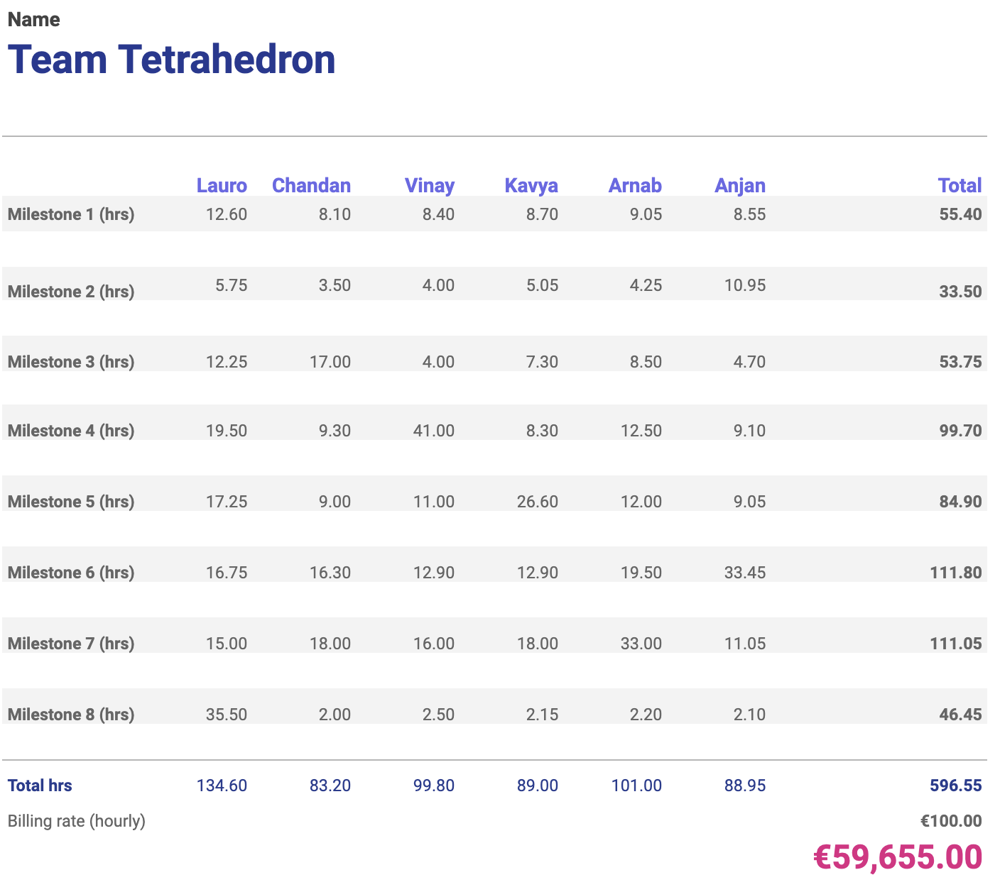 Name
Team Tetrahedron
Lauro Chandan Vinay Kavya Arnab Anjan Total
Milestone 1 (hrs) 12.60 8.10 8.40 8.70 9.05 8.55 55.40
Milestone 2 (hrs) 5.75 3.50 4.00 5.05 4.25 10.95 33.50
Milestone 3 (hrs) 12.25 17.00 4.00 7.30 8.50 4.70 53.75
Milestone 4 (hrs) 19.50 9.30 41.00 8.30 12.50 9.10 99.70
Milestone 5 (hrs) 17.25 9.00 11.00 26.60 12.00 9.05 84.90
Milestone 6 (hrs) 16.75 16.30 12.90 12.90 19.50 33.45 111.80
Milestone 7 (hrs) 15.00 18.00 16.00 18.00 33.00 11.05 111.05
Milestone 8 (hrs) 35.50 2.00 2.50 2.15 2.20 2.10 46.45
Total hrs 134.60 83.20 99.80 89.00 101.00 88.95 596.55
Billing rate (hourly) €100.00
€59,655.00